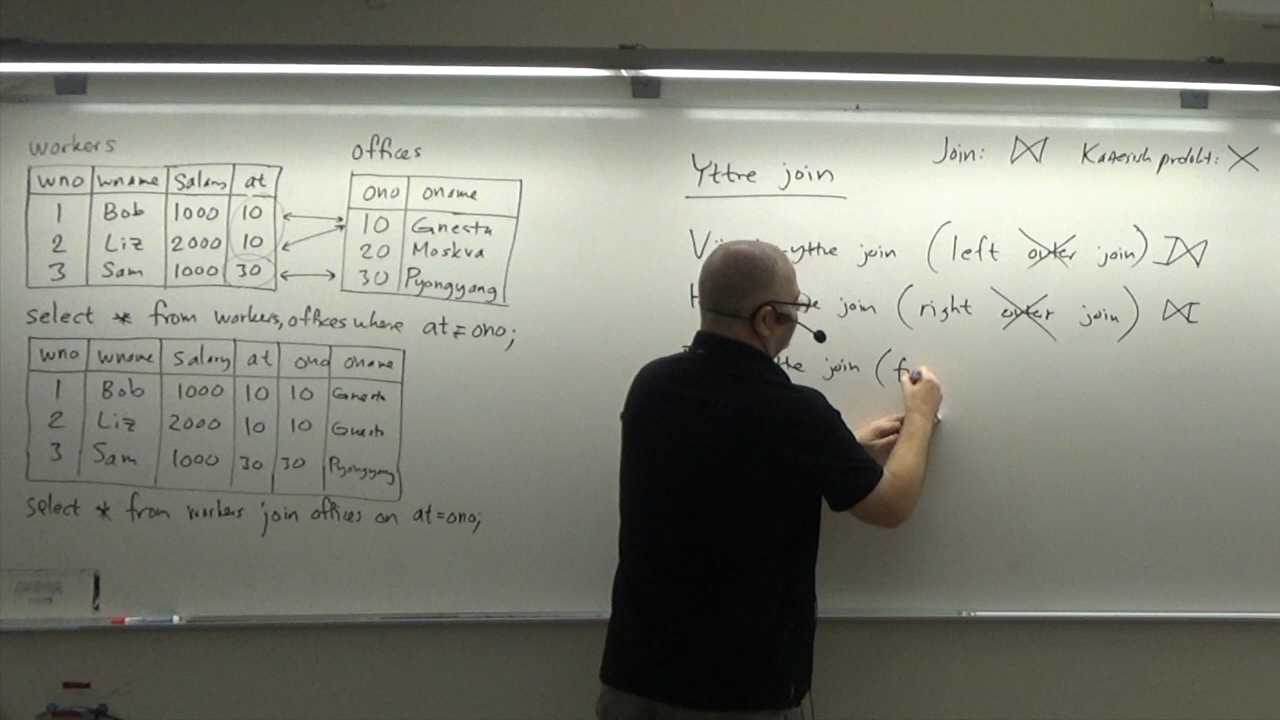 workers
wno wname Salary at
1 Bob 1000 10
2 Liz 2000 10
3 Sam 1000 30
offices
ono oname
10 Gnesta
20 Moskva
30 Pyongyang
select * from workers, offices where at = ono;
wno wname Salary at ono oname
1 Bob 1000 10 10 Gnesta
2 Liz 2000 10 10 Gnesta
3 Sam 1000 30 30 Pyongyang
select * from workers join offices on at=ono;
Join: ⋈ X
Yttre join
join (left outer join) ⟕
join (right outer join) ⟖
join (f